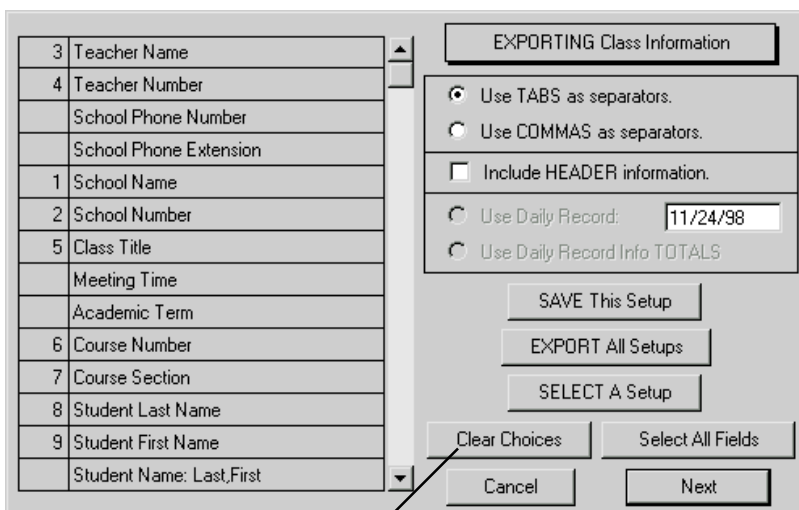 3 Teacher Name
4 Teacher Number
School Phone Number
School Phone Extension
1 School Name
2 School Number
5 Class Title
Meeting Time
Academic Term
6 Course Number
7 Course Section
8 Student Last Name
9 Student First Name
Student Name: Last,First
EXPORTING Class Information
Use TABS as separators.
Use COMMAS as separators.
Include HEADER information.
Use Daily Record: 11/24/98
Use Daily Record Info TOTALS
SAVE This Setup
EXPORT All Setups
SELECT A Setup
Clear Choices Select All Fields
Cancel Next